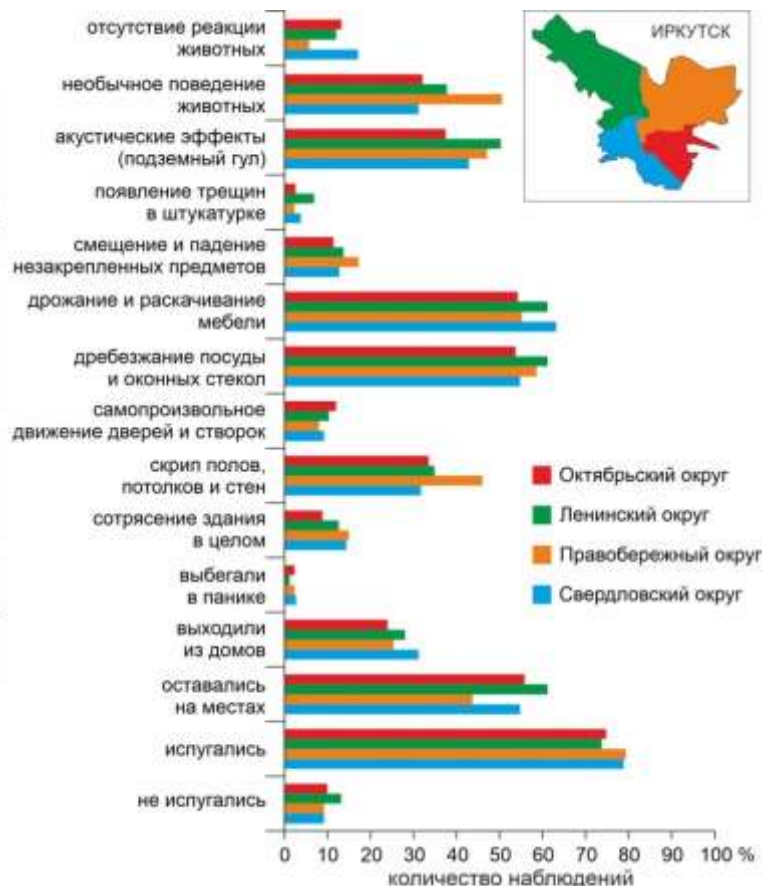 отсутствие реакции
животных
ИРКУТСК
необычное поведение
животных
акустические эффекты
(подземный гул)
появление трещин
в штукатурке
смещение и падение
незакрепленных предметов
дрожание и раскачивание
мебели
дребезжание посуды
и оконных стекол
самопроизвольное
движение дверей и створок
скрип полов,
потолков и стен
сотрясение здания
в целом
выбегали
в панике
выходили
из домов
оставались
на местах
испугались
не испугались
Октябрьский округ
Ленинский округ
Правобережный округ
Свердловский округ
0 10 20 30 40 50 60 70 80 90 100 %
количество наблюдений